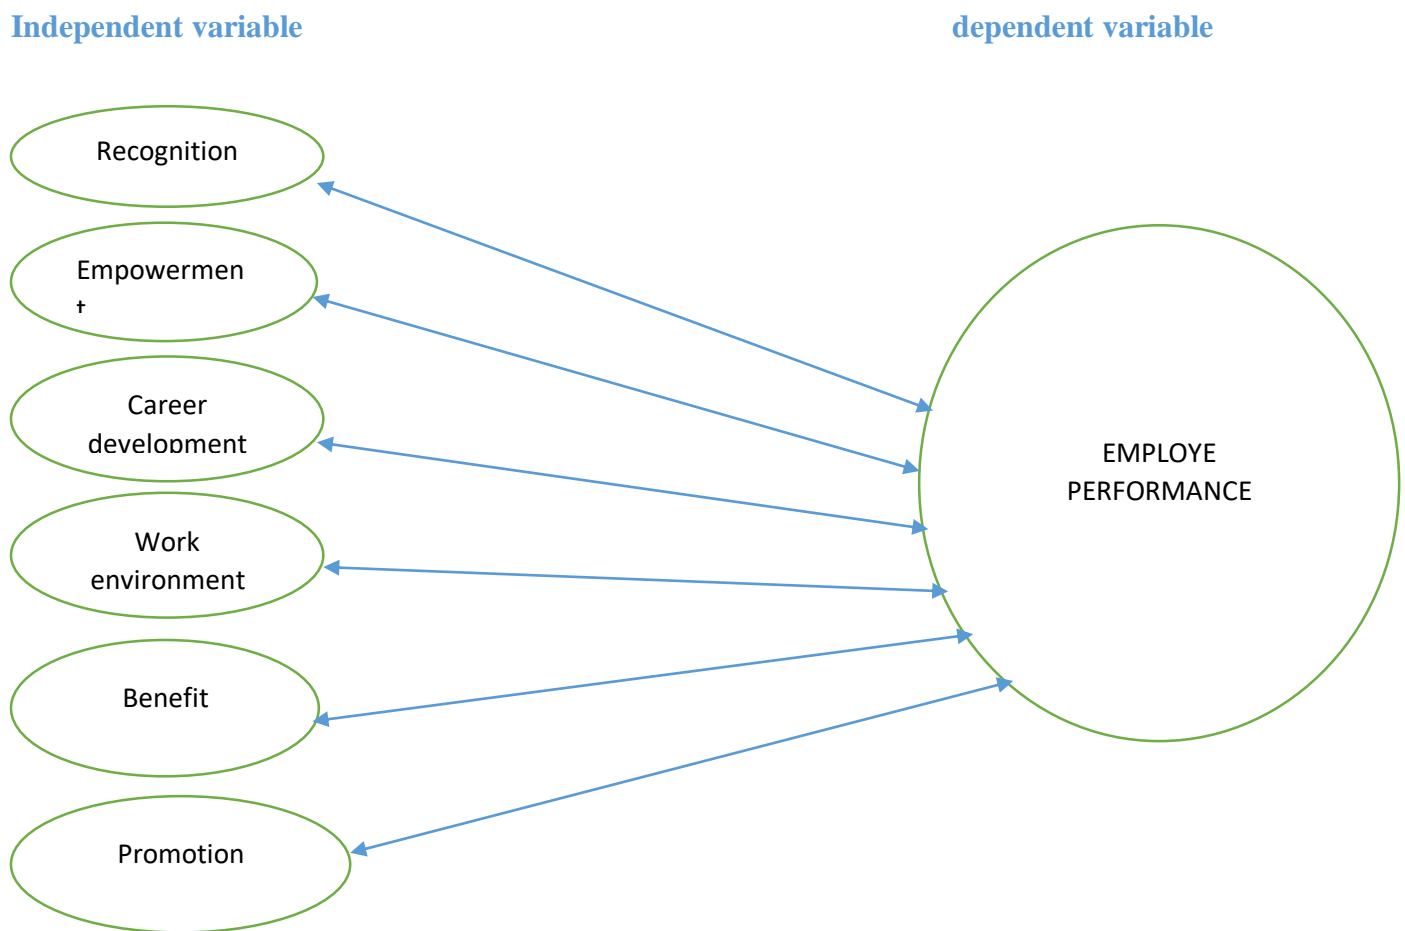 Independent variable
dependent variable
Recognition
Empowermen
t
Career
development
Work
environment
Benefit
Promotion
EMPLOYE
PERFORMANCE